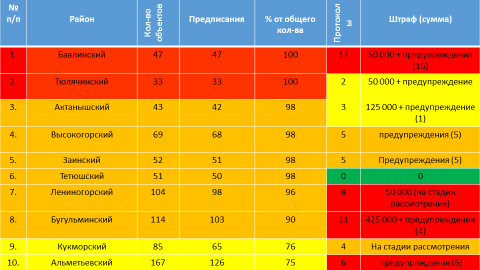 № п/п Район Кол-во объектов Предписания % от общего кол-ва Протоколы Штраф (сумма)
1. Бавлинский 47 47 100 17 50 000 + предупреждения (16)
2. Тюлячинский 33 33 100 2 50 000 + предупреждение
3. Актанышский 43 42 98 3 125 000 + предупреждение (1)
4. Высокогорский 69 68 98 5 предупреждения (5)
5. Заинский 52 51 98 5 Предупреждения (5)
6. Тетюшский 51 50 98 0 0
7. Лениногорский 104 98 96 8 50 000 (на стадии рассмотрения)
8. Бугульминский 114 103 90 11 425 000 + предупреждения (4)
9. Кукморский 85 65 76 4 На стадии рассмотрения
10. Альметьевский 167 126 75 6 предупреждения (6)